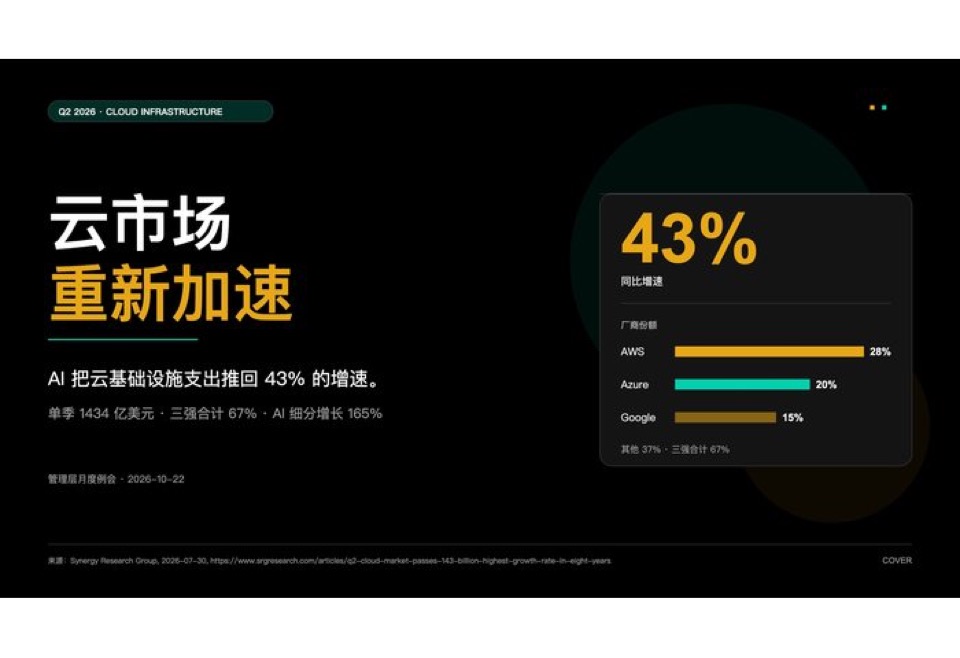 Q2 2026 · CLOUD INFRASTRUCTURE
云市场
重新加速
AI 把云基础设施支出推回 43% 的增速。
单季 1434 亿美元 · 三强合计 67% · AI 细分增长 165%
管理层月度例会 · 2026-10-22
43%
同比增速
厂商份额
AWS 28%
Azure 20%
Google 15%
其他 37% · 三强合计 67%
来源：Synergy Research Group, 2026-07-30, https://www.srgresearch.com/articles/q2-cloud-market-passes-143-billion-highest-growth-rate-in-eight-years
COVER